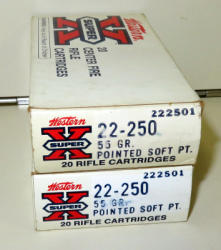 Western
SUPER
X
20
CENTER FIRE
RIFLE
CARTRIDGES
222501
Western
SUPER
X
22-250
55 GR.
POINTED SOFT PT.
20 RIFLE CARTRIDGES
222501
Western
SUPER
X
22-250
55 GR.
POINTED SOFT PT.
20 RIFLE CARTRIDGES